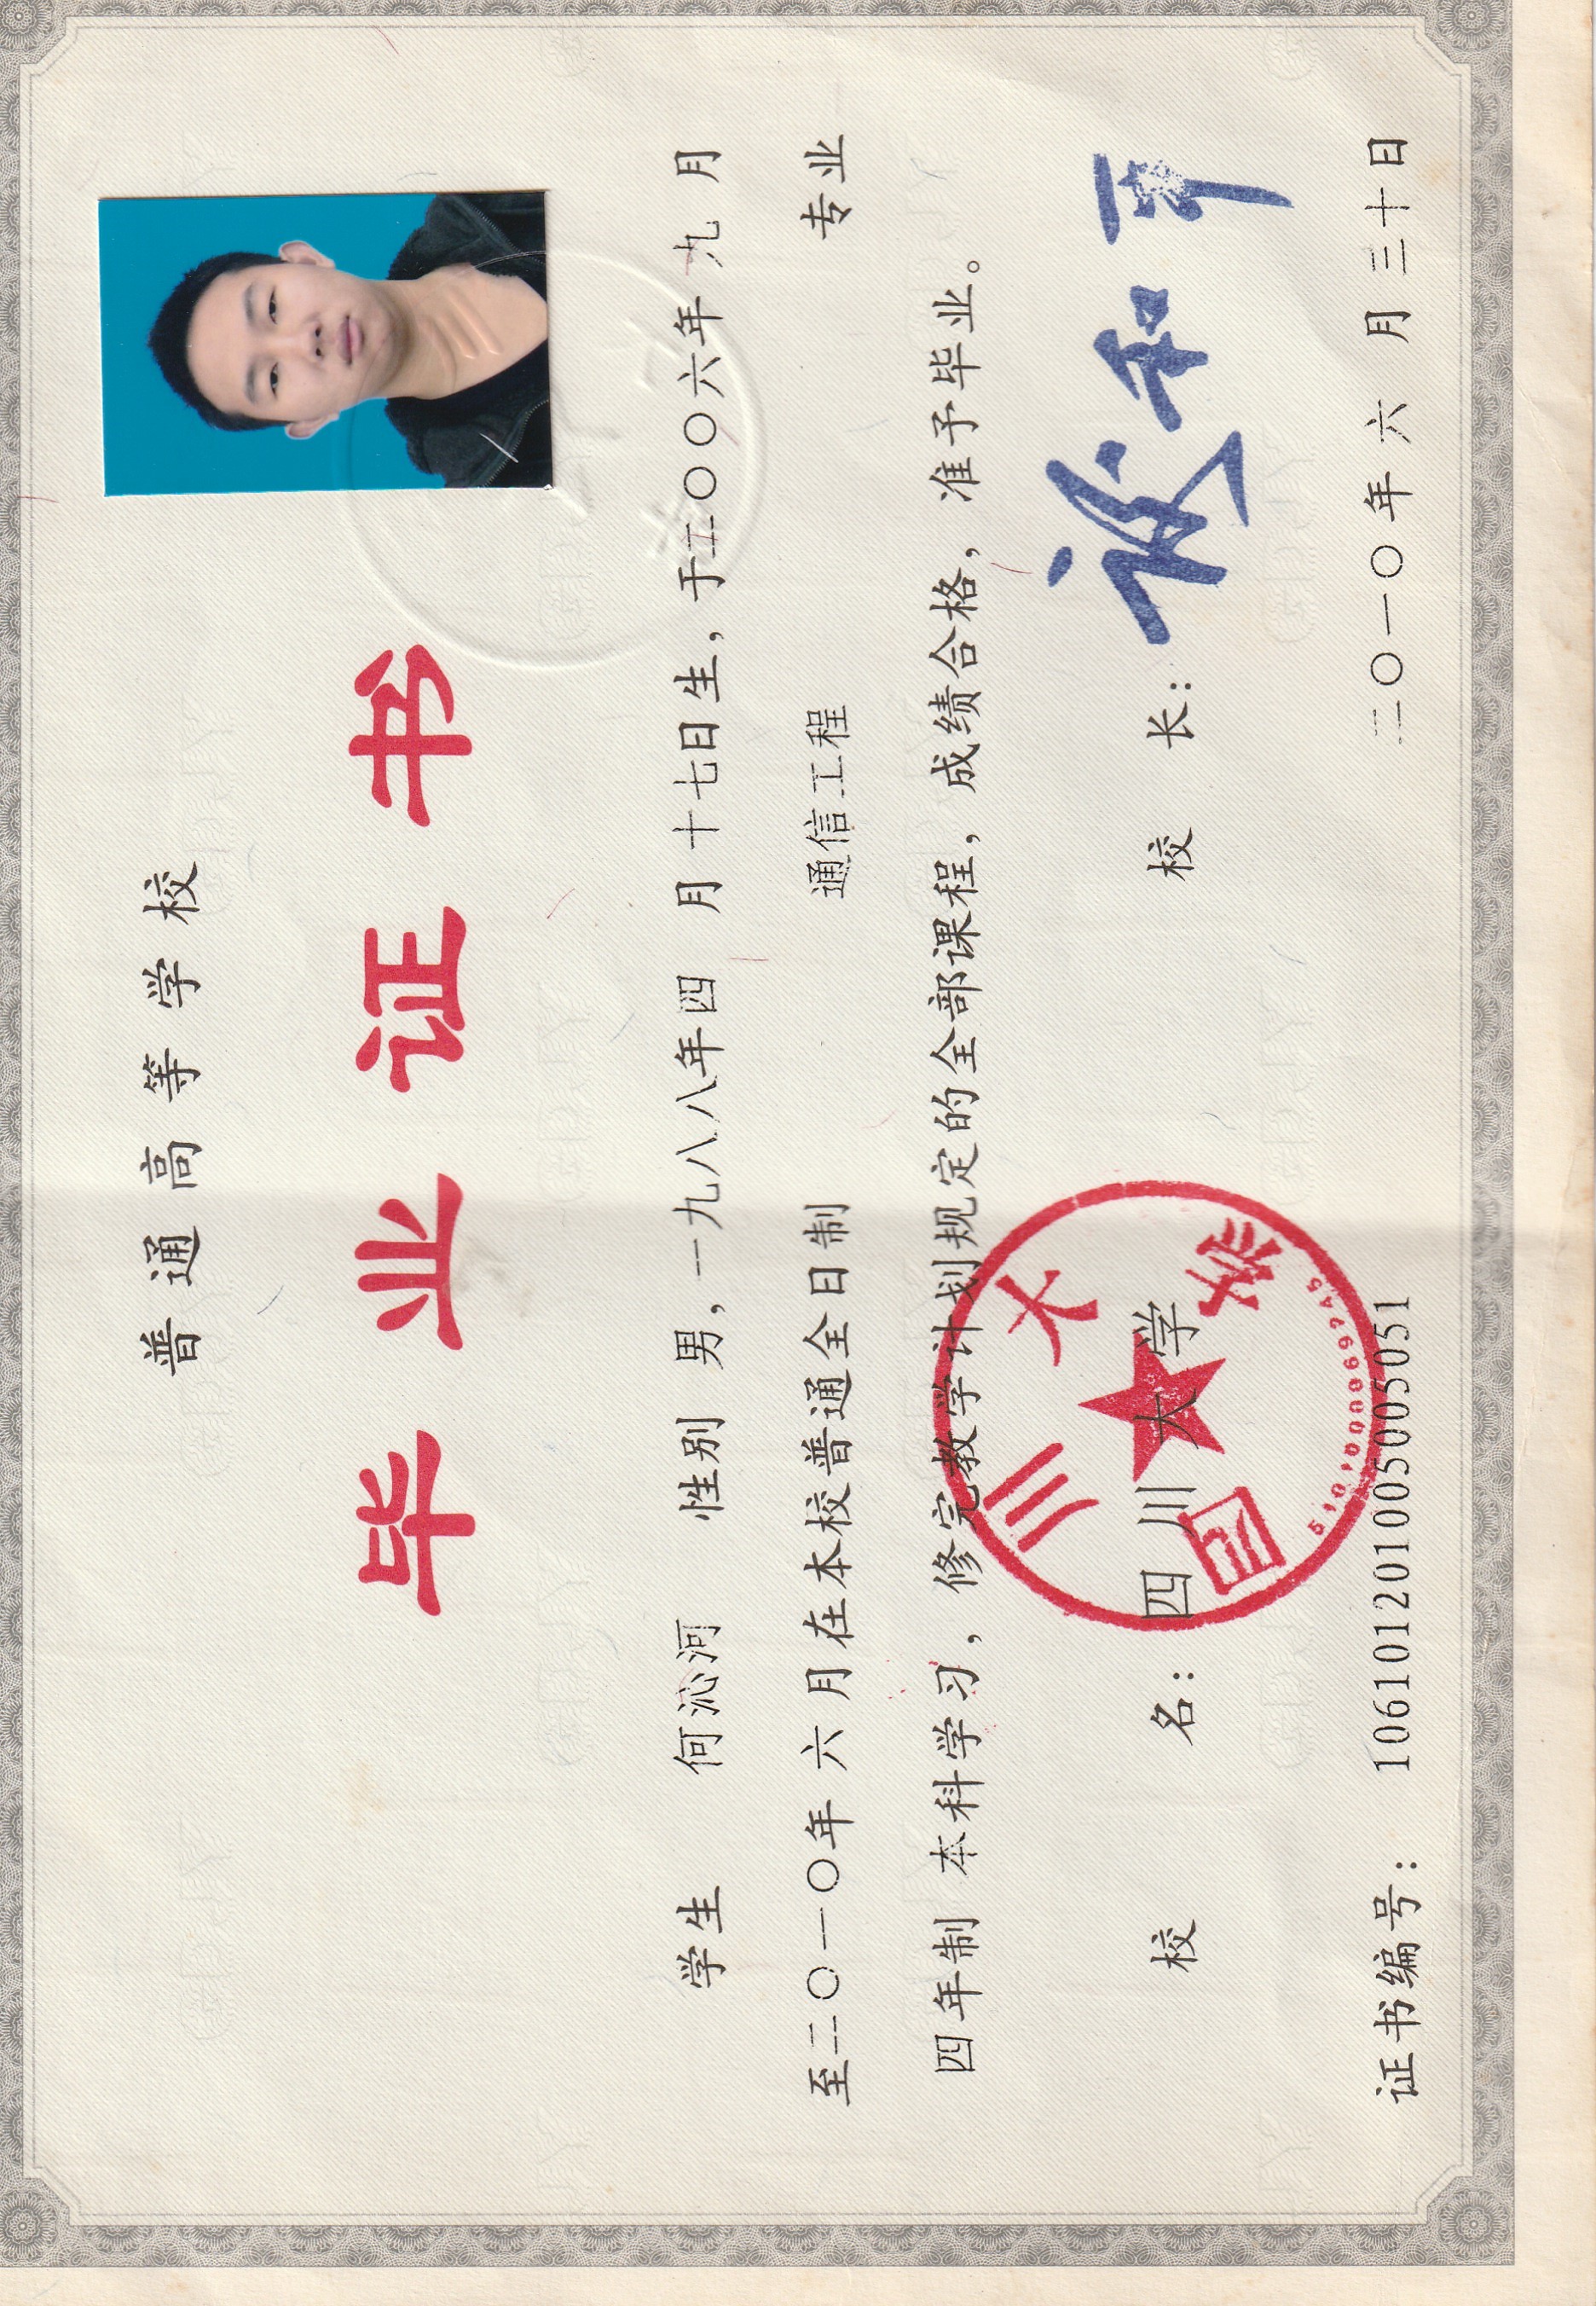 普通高等学校
毕业证书
学生 何沁河 性别 男，一九八八年四 月 十七日生，于二〇〇六年 九 月
至二〇一〇年 六 月在本校普通全日制 通信工程 专业
四年制 本科学习，修完教学计划规定的全部课程，成绩合格，准予毕业。
四川大学
校 名：四川大学 校 长：谢和平
5101000069745
证书编号： 106101201005005051 二〇一〇年 六 月 三十日